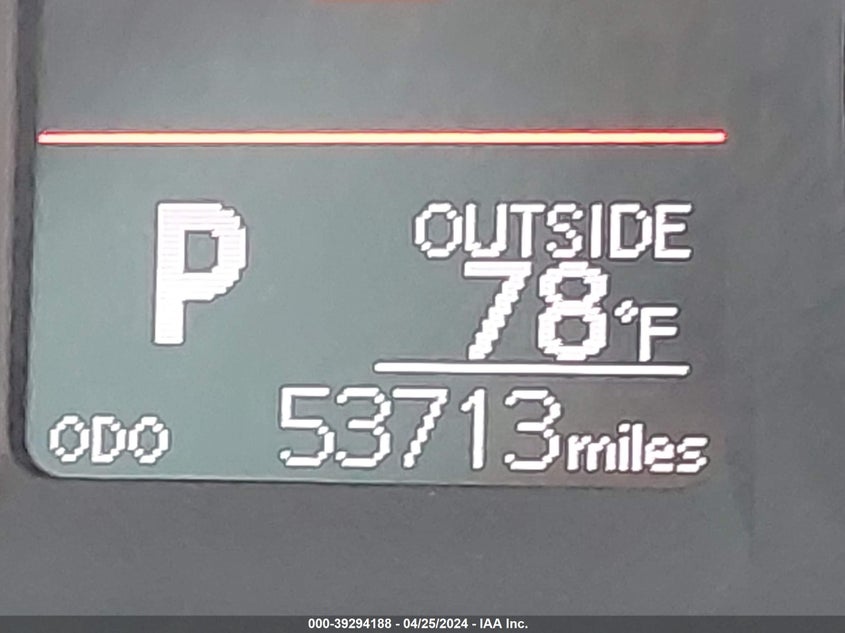 P
OUTSIDE
78°F
ODO 53713 miles
000-39294188 - 04/25/2024 - IAA Inc.